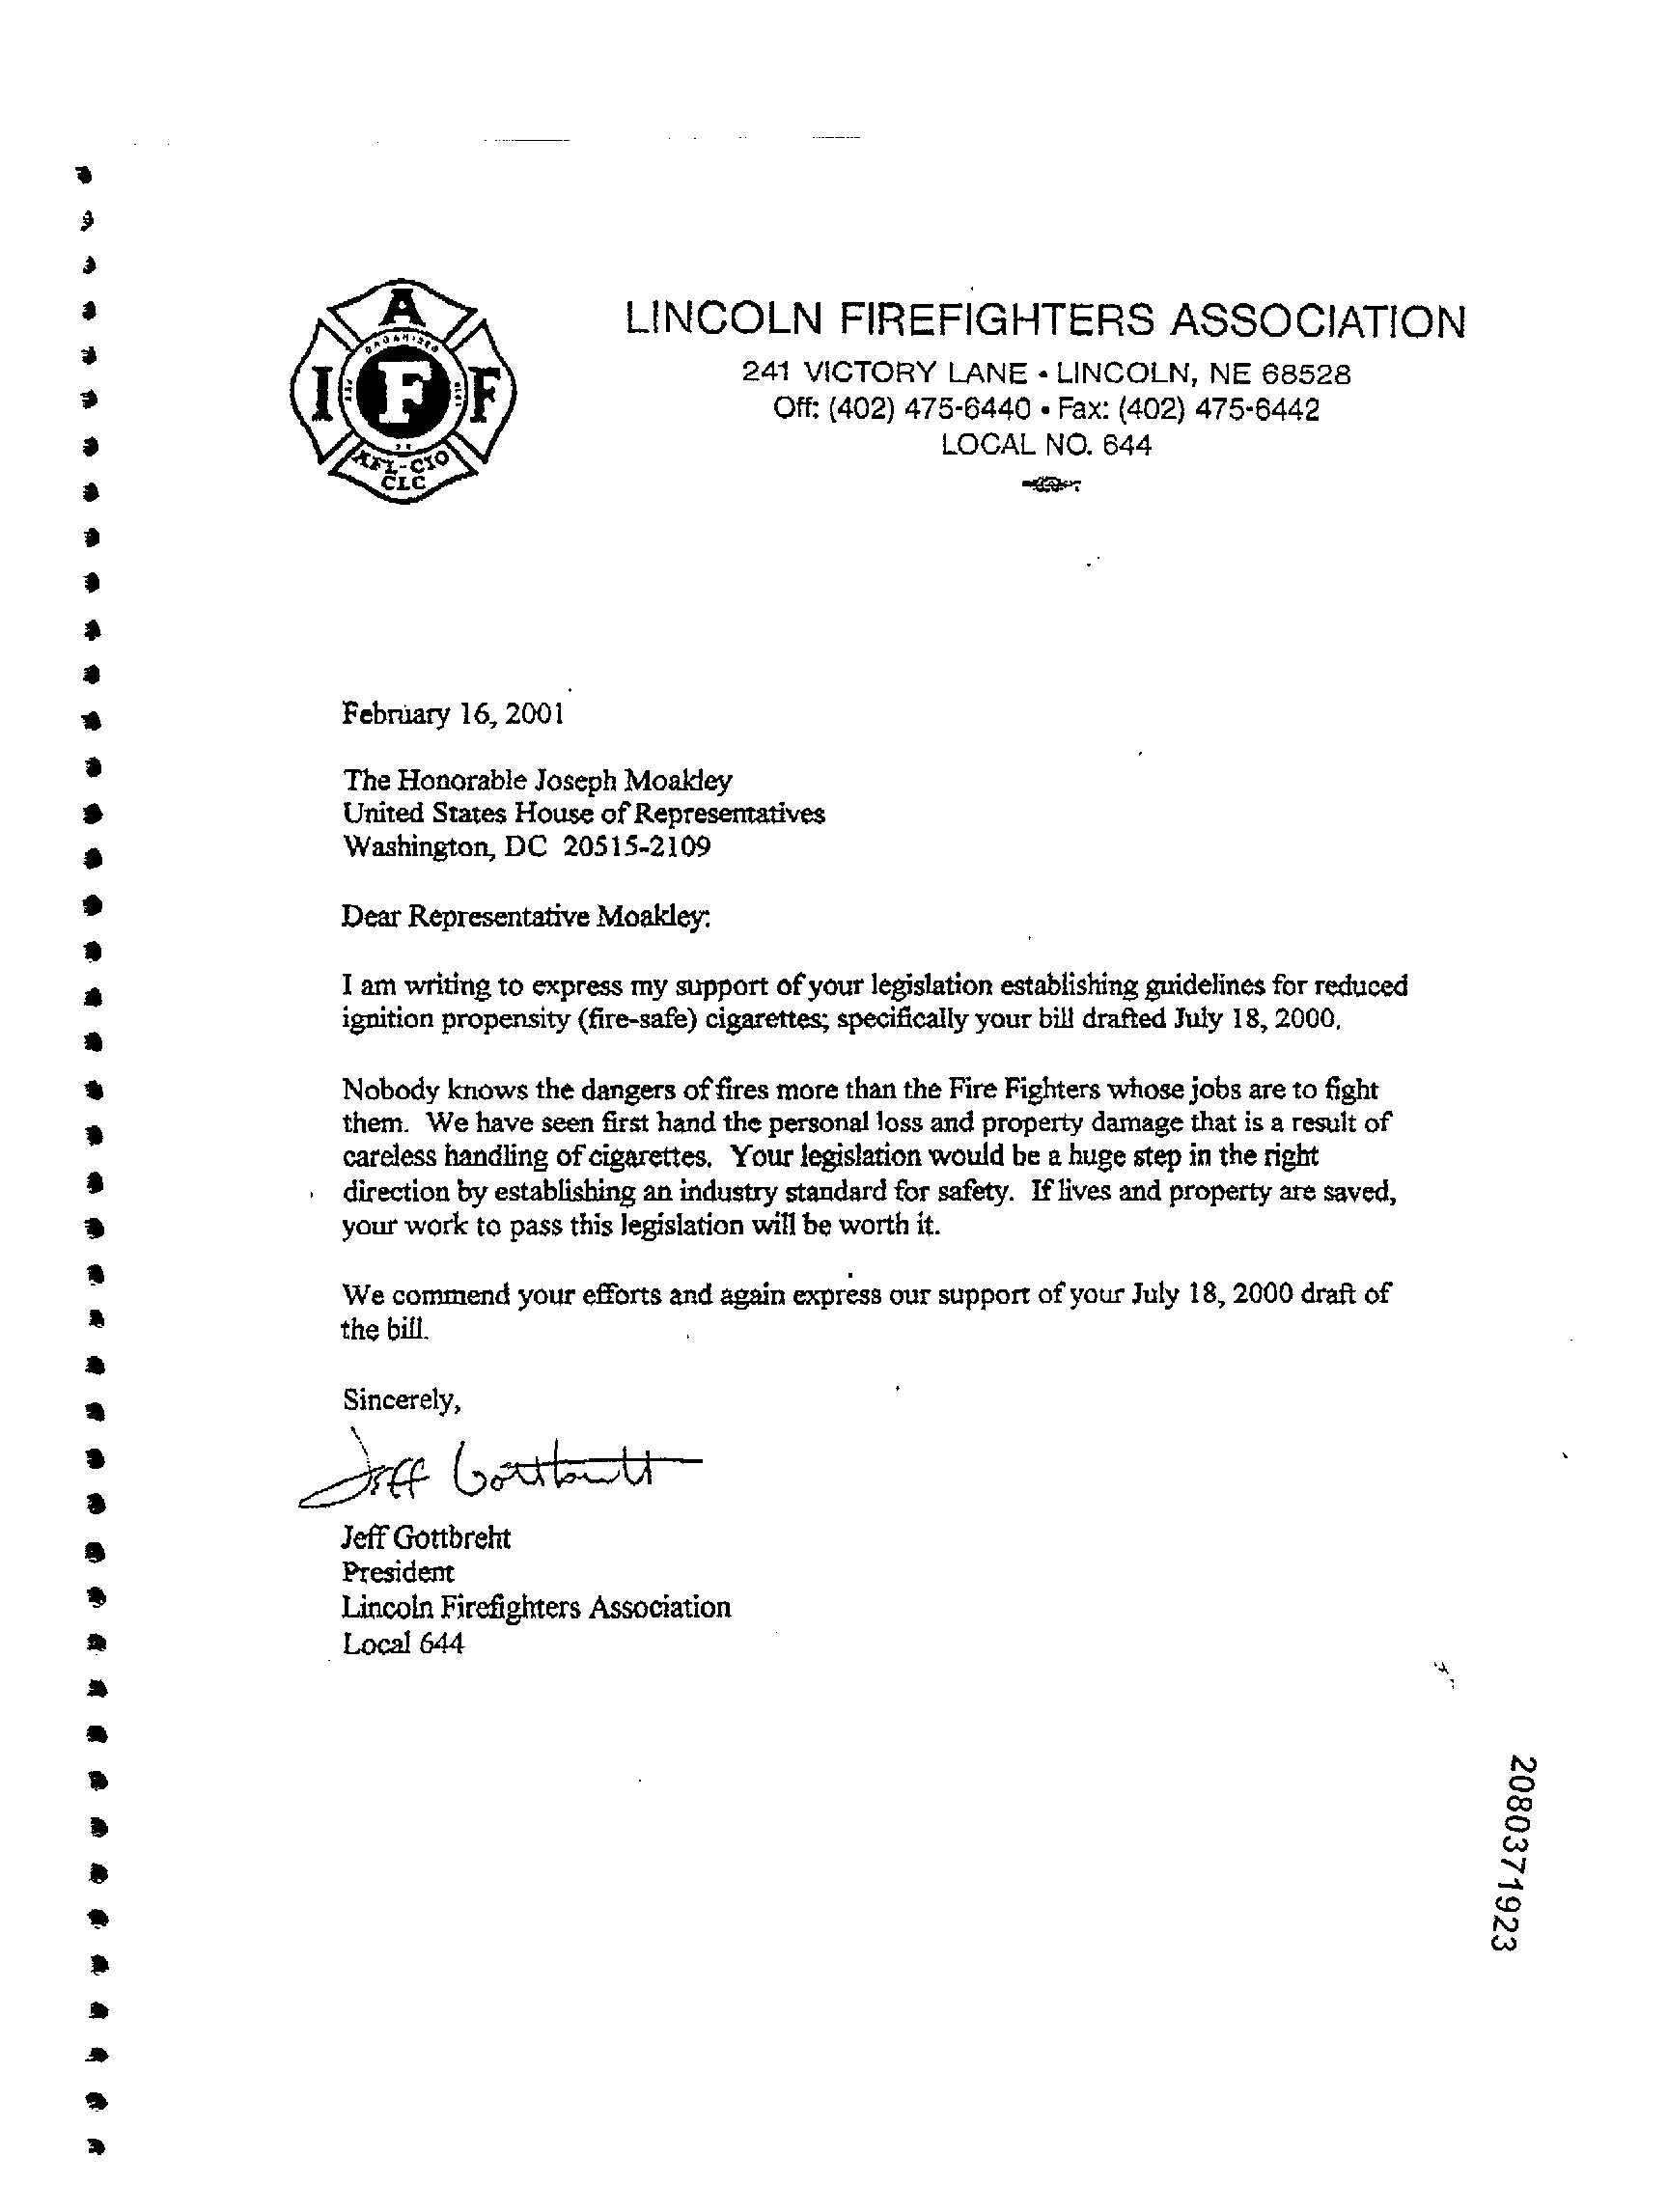 A
ORGANIZED
I F F
AFL-CIO
CLC
LINCOLN FIREFIGHTERS ASSOCIATION
241 VICTORY LANE • LINCOLN, NE 68528
Off: (402) 475-6440 • Fax: (402) 475-6442
LOCAL NO. 644
February 16, 2001
The Honorable Joseph Moakley
United States House of Representatives
Washington, DC 20515-2109
Dear Representative Moakley:
I am writing to express my support of your legislation establishing guidelines for reduced
ignition propensity (fire-safe) cigarettes; specifically your bill drafted July 18, 2000.
Nobody knows the dangers of fires more than the Fire Fighters whose jobs are to fight
them. We have seen first hand the personal loss and property damage that is a result of
careless handling of cigarettes. Your legislation would be a huge step in the right
direction by establishing an industry standard for safety. If lives and property are saved,
your work to pass this legislation will be worth it.
We commend your efforts and again express our support of your July 18, 2000 draft of
the bill.
Sincerely,
Jeff Gottbreht
Jeff Gottbreht
President
Lincoln Firefighters Association
Local 644
2080371923